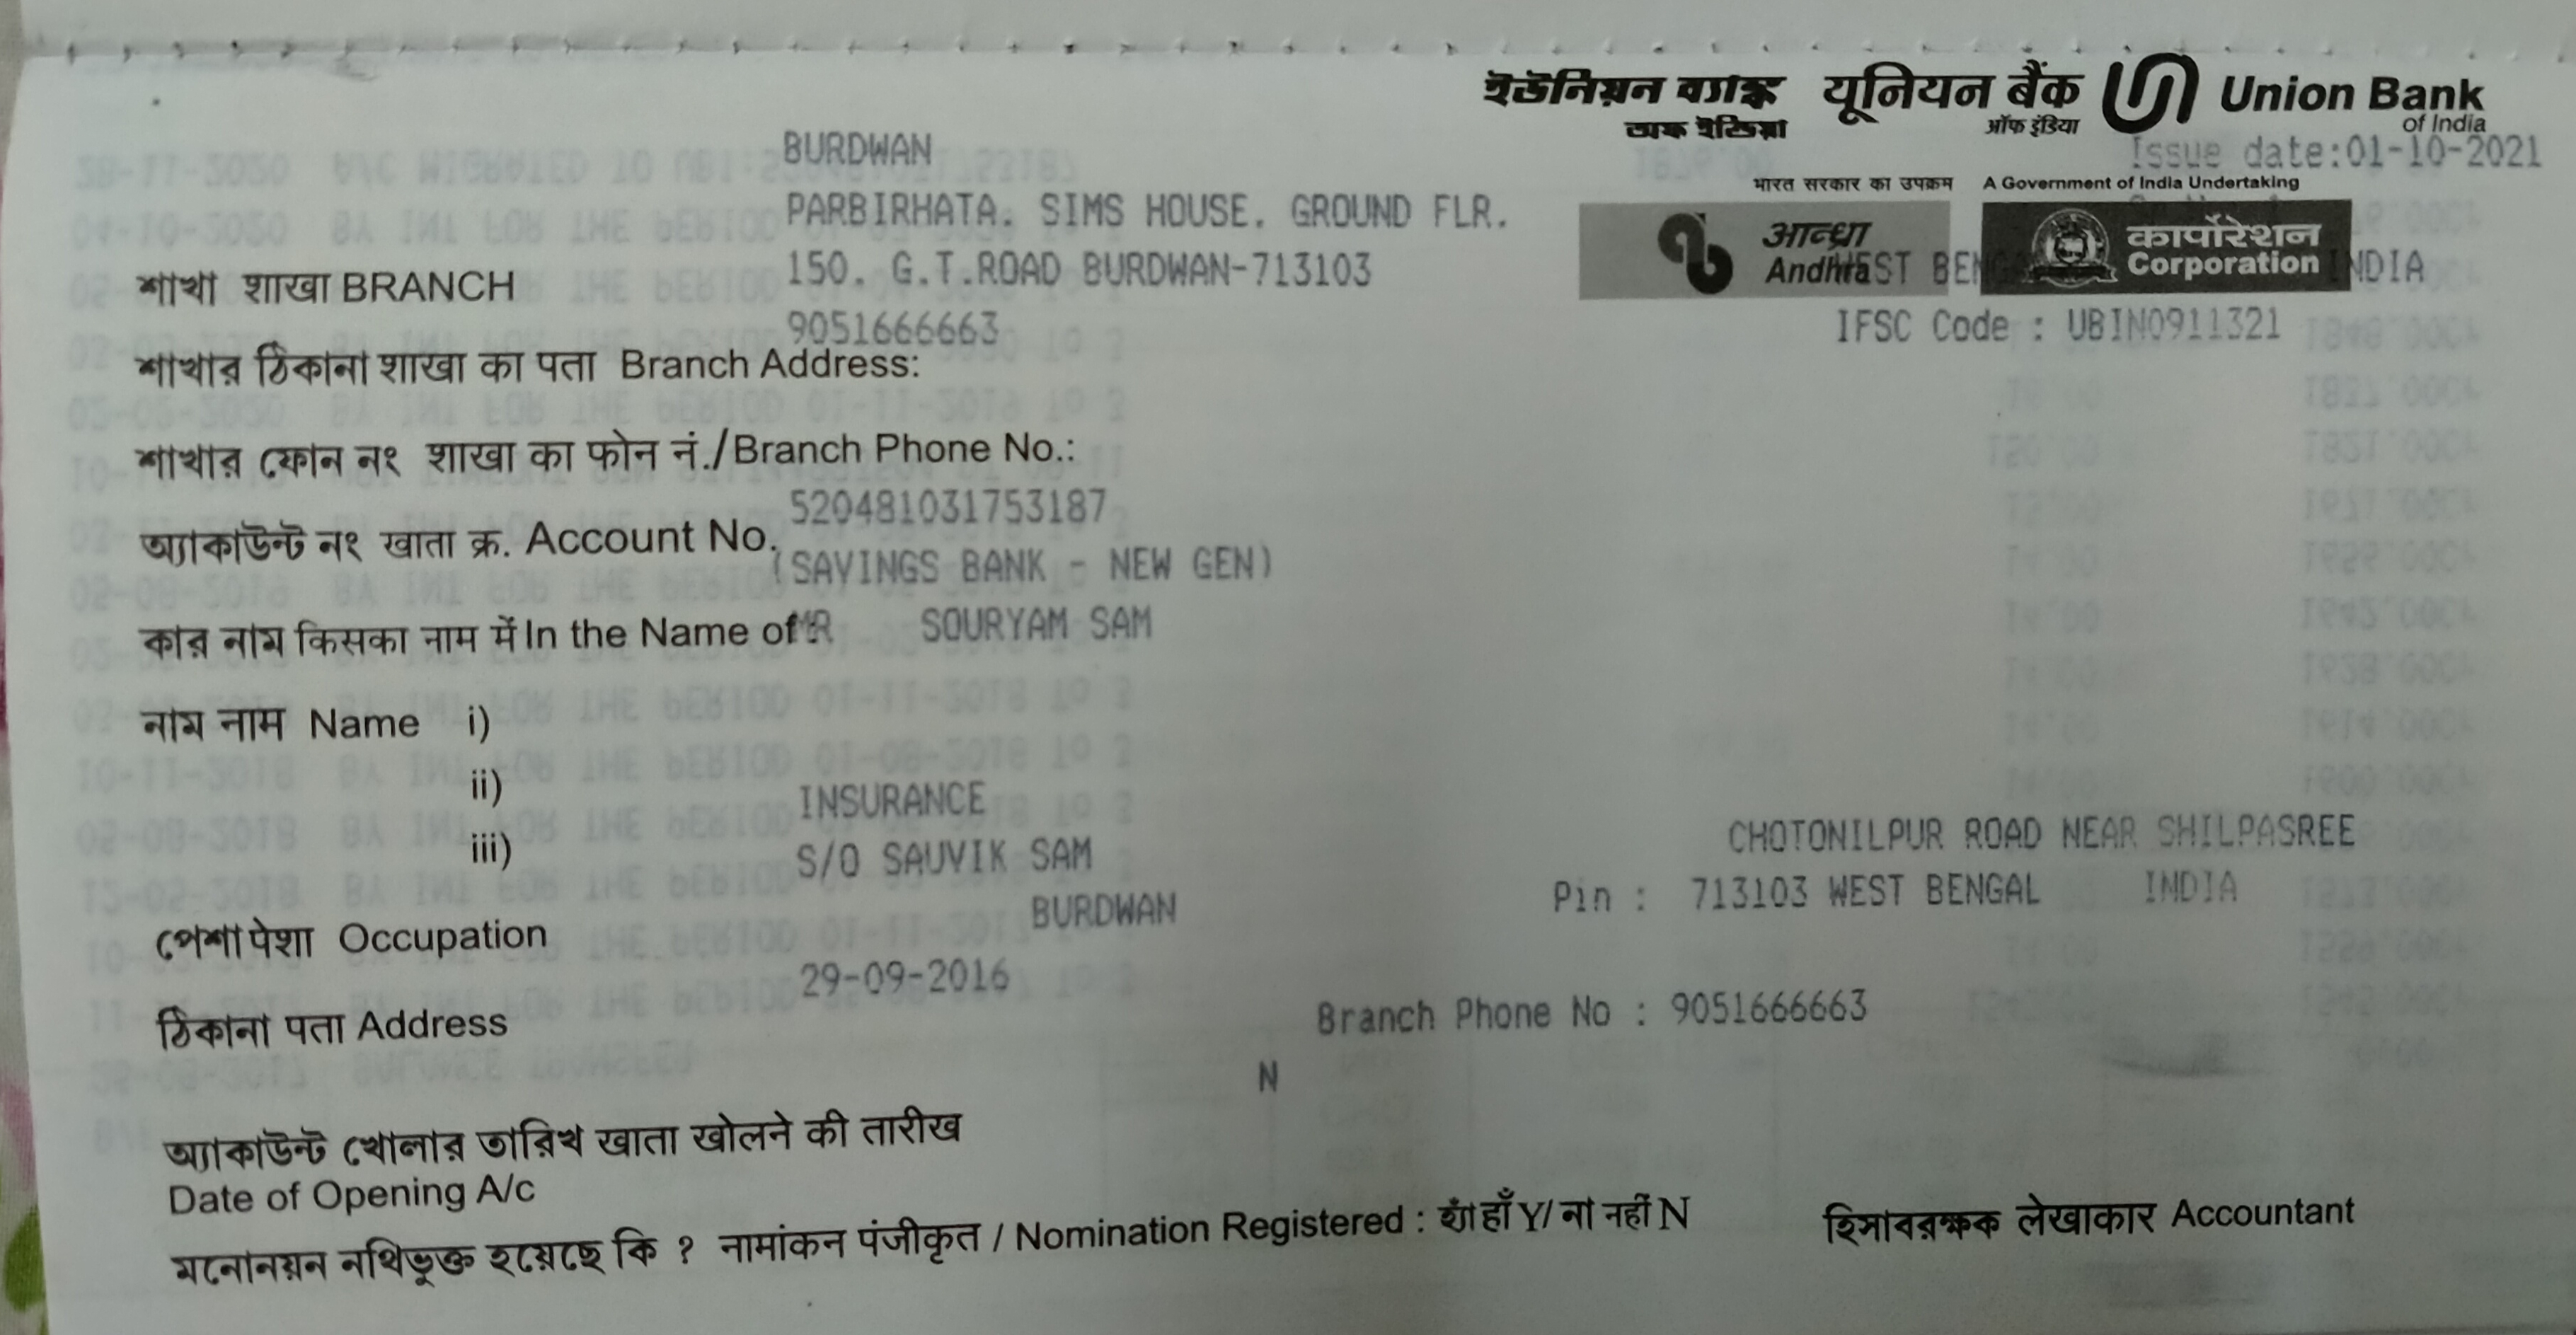 ইউনিয়ন ব্যাঙ্ক यूनियन बैंक Union Bank
অফ ইন্ডিয়া ऑफ इंडिया of India
BURDWAN Issue date:01-10-2021
भारत सरकार का उपक्रम A Government of India Undertaking
PARBIRHATA, SIMS HOUSE, GROUND FLR.
आन्ध्रा कार्पोरेशन
Andhra Corporation
শাখা शाखा BRANCH 150, G.T.ROAD BURDWAN-713103 WEST BEN INDIA
9051666663 IFSC Code : UBIN0911321
শাখার ঠিকানা शाखा का पता Branch Address:
শাখার ফোন নং शाखा का फोन नं./Branch Phone No.:
520481031753187
অ্যাকাউন্ট নং खाता क्र. Account No.
(SAVINGS BANK - NEW GEN)
কার নাম किसका नाम में In the Name of : MR SOURYAM SAM
নাম नाम Name i)
ii) INSURANCE
CHOTONILPUR ROAD NEAR SHILPASREE
iii) S/O SAUVIK SAM
BURDWAN Pin : 713103 WEST BENGAL INDIA
পেশা पेशा Occupation
29-09-2016
ঠিকানা पता Address Branch Phone No : 9051666663
N
অ্যাকাউন্ট খোলার তারিখ खाता खोलने की तारीख
Date of Opening A/c
মনোনয়ন নথিভুক্ত হয়েছে কি ? नामांकन पंजीकृत / Nomination Registered : হ্যাঁ हाँ Y/ না नहीं N হিসাবরক্ষক लेखाकार Accountant